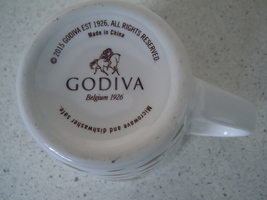 © 2015 GODIVA EST 1926. ALL RIGHTS RESERVED.
Made in China
GODIVA
Belgium 1926
Microwave and dishwasher safe.